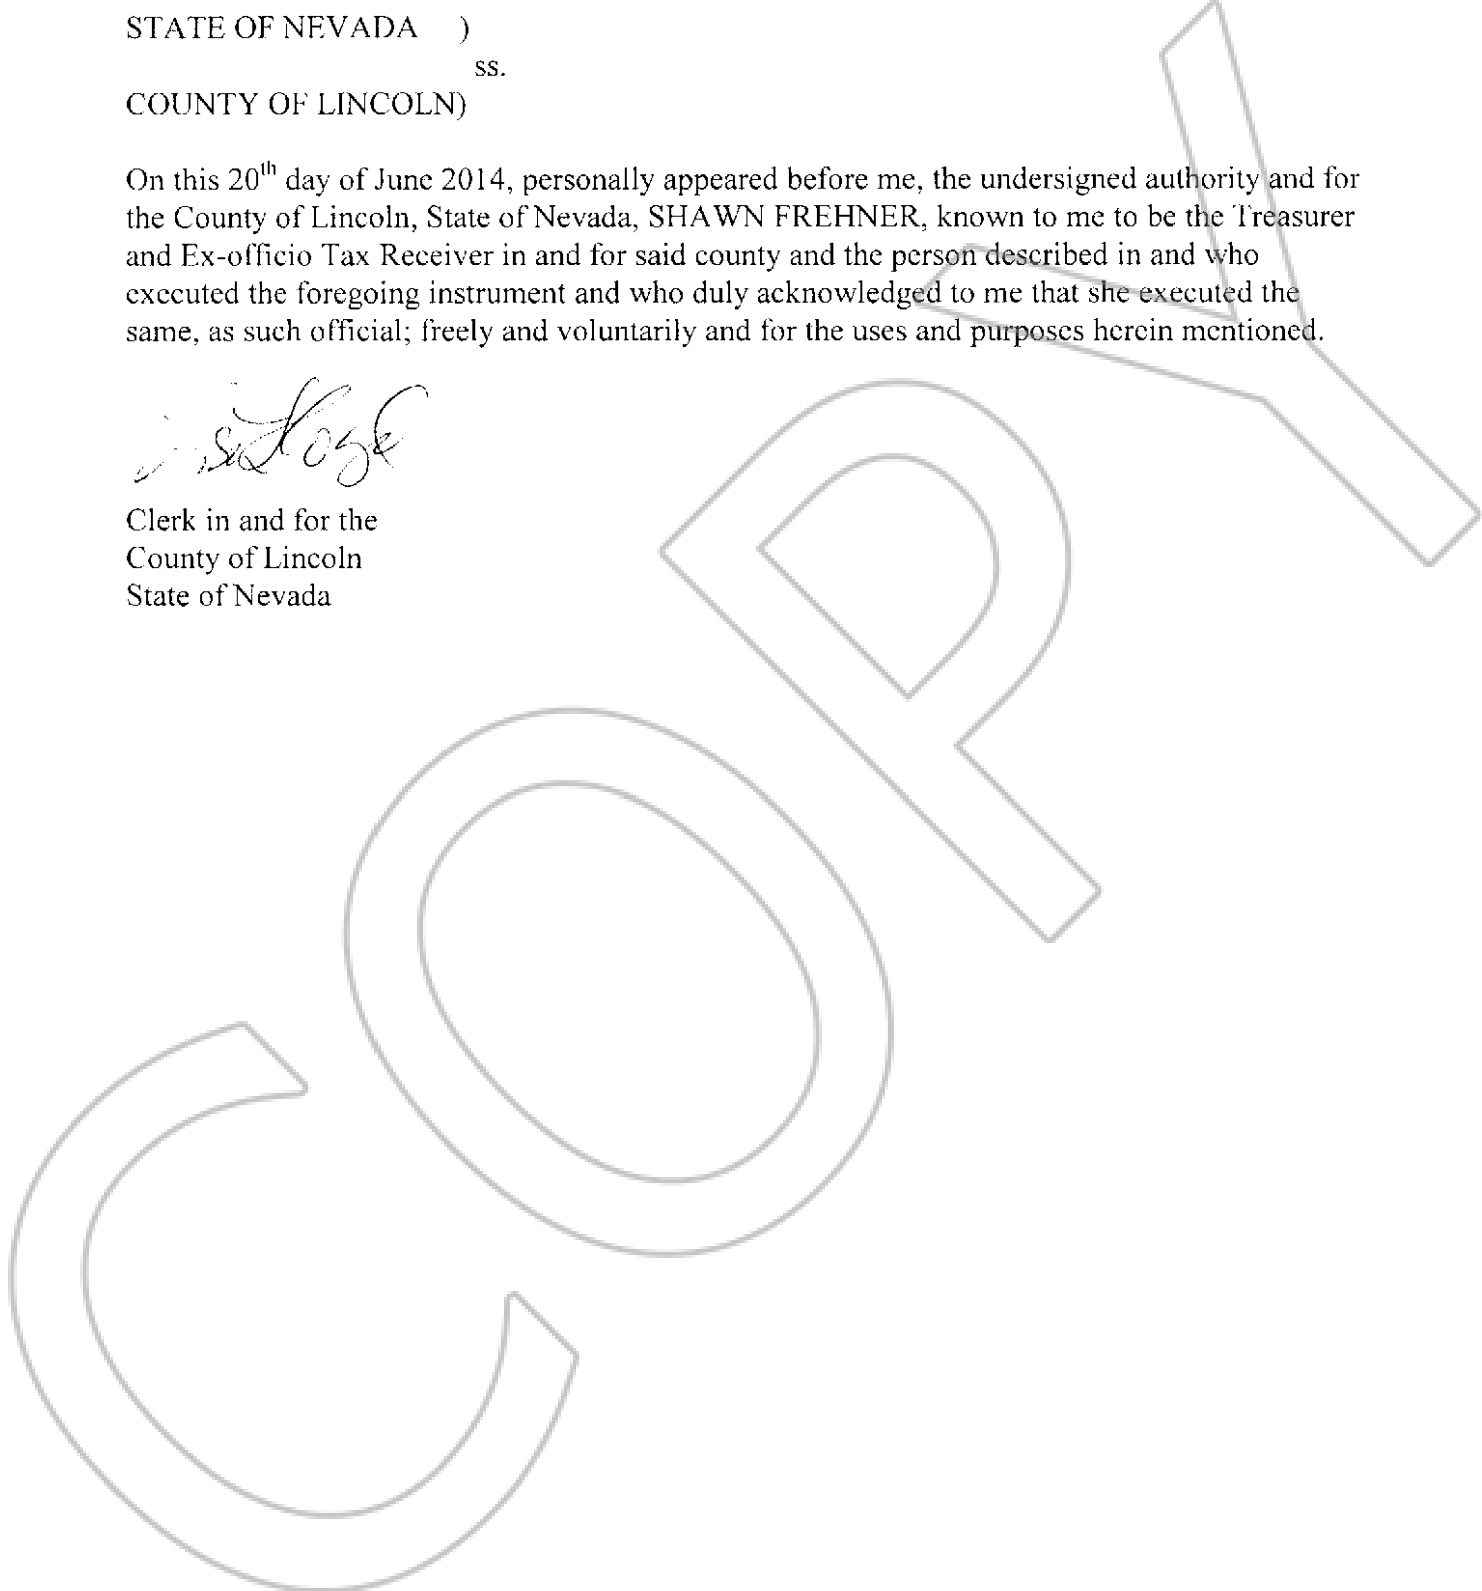 STATE OF NEVADA )
ss.
COUNTY OF LINCOLN)
On this 20th day of June 2014, personally appeared before me, the undersigned authority and for
the County of Lincoln, State of Nevada, SHAWN FREHNER, known to me to be the Treasurer
and Ex-officio Tax Receiver in and for said county and the person described in and who
executed the foregoing instrument and who duly acknowledged to me that she executed the
same, as such official; freely and voluntarily and for the uses and purposes herein mentioned.
Clerk in and for the
County of Lincoln
State of Nevada
COPY